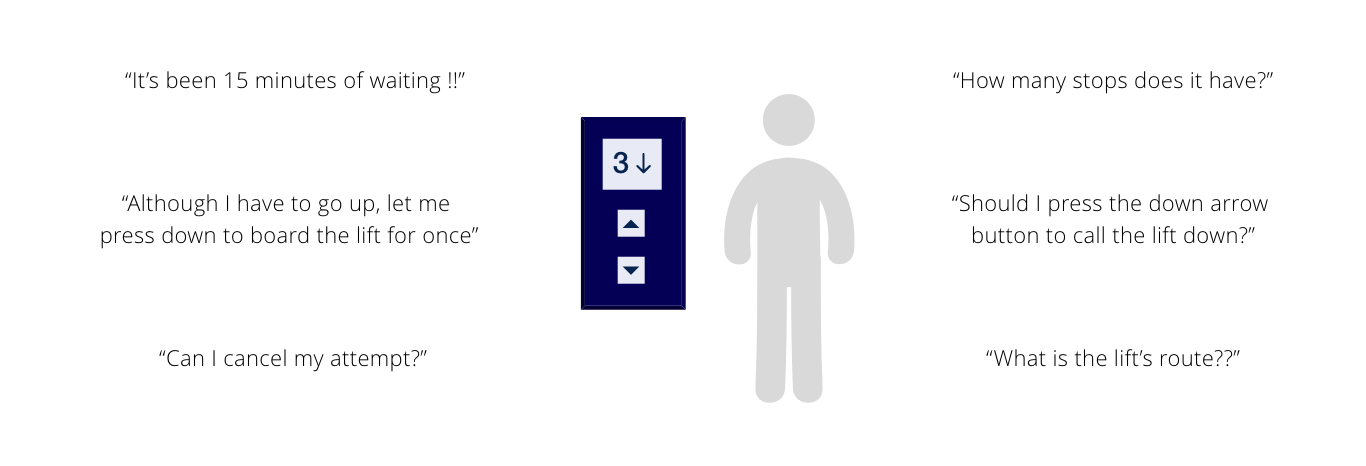 “It’s been 15 minutes of waiting !!”
“Although I have to go up, let me
press down to board the lift for once”
“Can I cancel my attempt?”
3↓
“How many stops does it have?”
“Should I press the down arrow
button to call the lift down?”
“What is the lift’s route??”